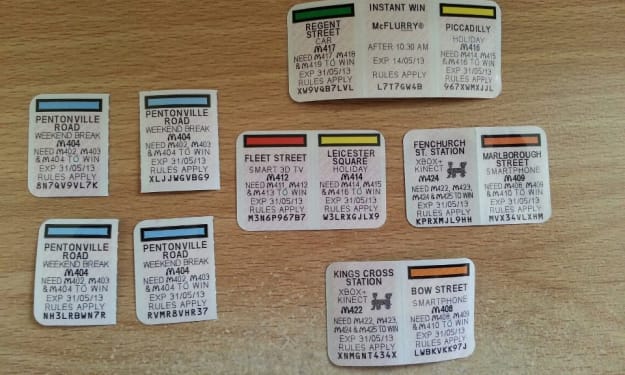 REGENT
STREET
CAR
M417
NEED M417, M418
& M419 TO WIN
EXP 31/05/13
RULES APPLY
XW9V6B7LVL
INSTANT WIN
McFLURRY®
AFTER 10.30 AM
EXP 14/05/13
RULES APPLY
L7T7GW4B
PICCADILLY
HOLIDAY
M416
NEED M414, M415
& M416 TO WIN
EXP 31/05/13
RULES APPLY
967XWMXJJL
PENTONVILLE
ROAD
WEEKEND BREAK
M404
NEED M402, M403
& M404 TO WIN
EXP 31/05/13
RULES APPLY
8N7QV9VL7K
PENTONVILLE
ROAD
WEEKEND BREAK
M404
NEED M402, M403
& M404 TO WIN
EXP 31/05/13
RULES APPLY
XLJJWGVBG9
FLEET STREET
SMART 3D TV
M412
NEED M411, M412
& M413 TO WIN
EXP 31/05/13
RULES APPLY
M3N6P967B7
LEICESTER
SQUARE
HOLIDAY
M414
NEED M414, M415
& M416 TO WIN
EXP 31/05/13
RULES APPLY
W3LRXGJLX9
FENCHURCH
ST. STATION
XBOX+
KINECT
M424
NEED M422, M423,
M424 & M425 TO WIN
EXP 31/05/13
RULES APPLY
KPRXMJL9HH
MARLBOROUGH
STREET
SMARTPHONE
M409
NEED M408, M409
& M410 TO WIN
EXP 31/05/13
RULES APPLY
MVX34VLXHM
PENTONVILLE
ROAD
WEEKEND BREAK
M404
NEED M402, M403
& M404 TO WIN
EXP 31/05/13
RULES APPLY
NH3LRBWN7R
PENTONVILLE
ROAD
WEEKEND BREAK
M404
NEED M402, M403
& M404 TO WIN
EXP 31/05/13
RULES APPLY
RVMR8VHR37
KINGS CROSS
STATION
XBOX+
KINECT
M422
NEED M422, M423,
M424 & M425 TO WIN
EXP 31/05/13
RULES APPLY
XNMGNT434X
BOW STREET
SMARTPHONE
M408
NEED M408, M409
& M410 TO WIN
EXP 31/05/13
RULES APPLY
LWBKVKK97J